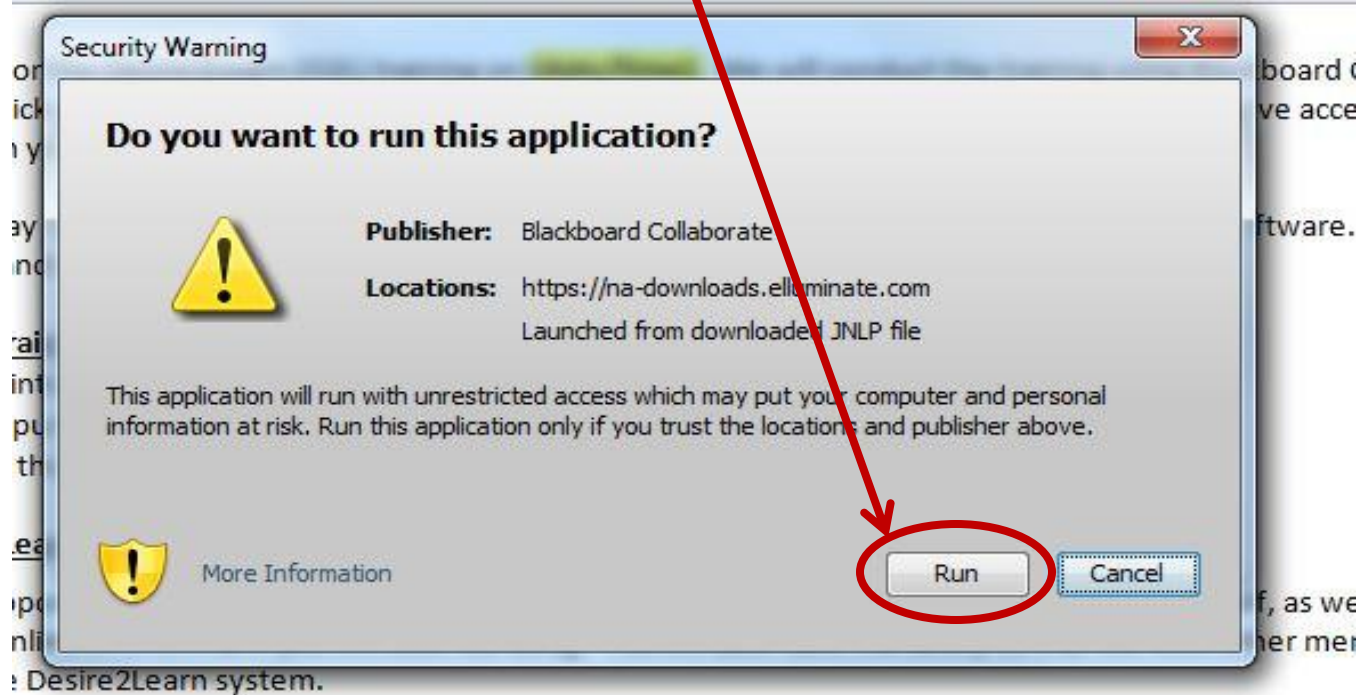 Security Warning
board
Do you want to run this application?
ve acce
Publisher: Blackboard Collaborate
ftware.
Locations: https://na-downloads.elluminate.com
Launched from downloaded JNLP file
This application will run with unrestricted access which may put your computer and personal
information at risk. Run this application only if you trust the locations and publisher above.
More Information
Run
Cancel
f, as we
Desire2Learn system.